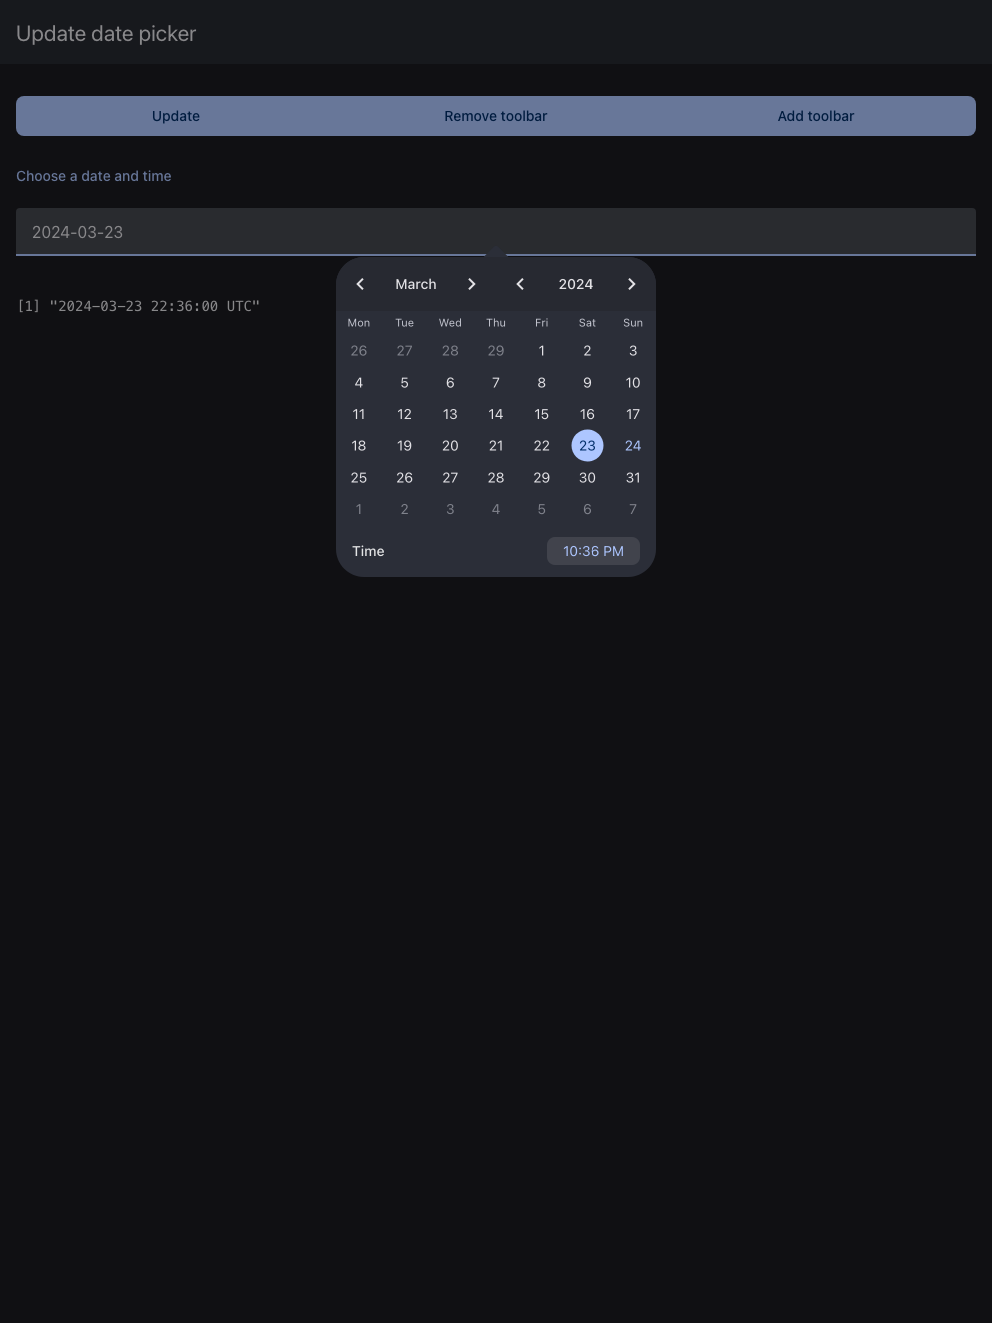 Update date picker
Update Remove toolbar Add toolbar
Choose a date and time
2024-03-23
March 2024
[1] "2024-03-23 22:36:00 UTC"
Mon Tue Wed Thu Fri Sat Sun
26 27 28 29 1 2 3
4 5 6 7 8 9 10
11 12 13 14 15 16 17
18 19 20 21 22 23 24
25 26 27 28 29 30 31
1 2 3 4 5 6 7
Time 10:36 PM